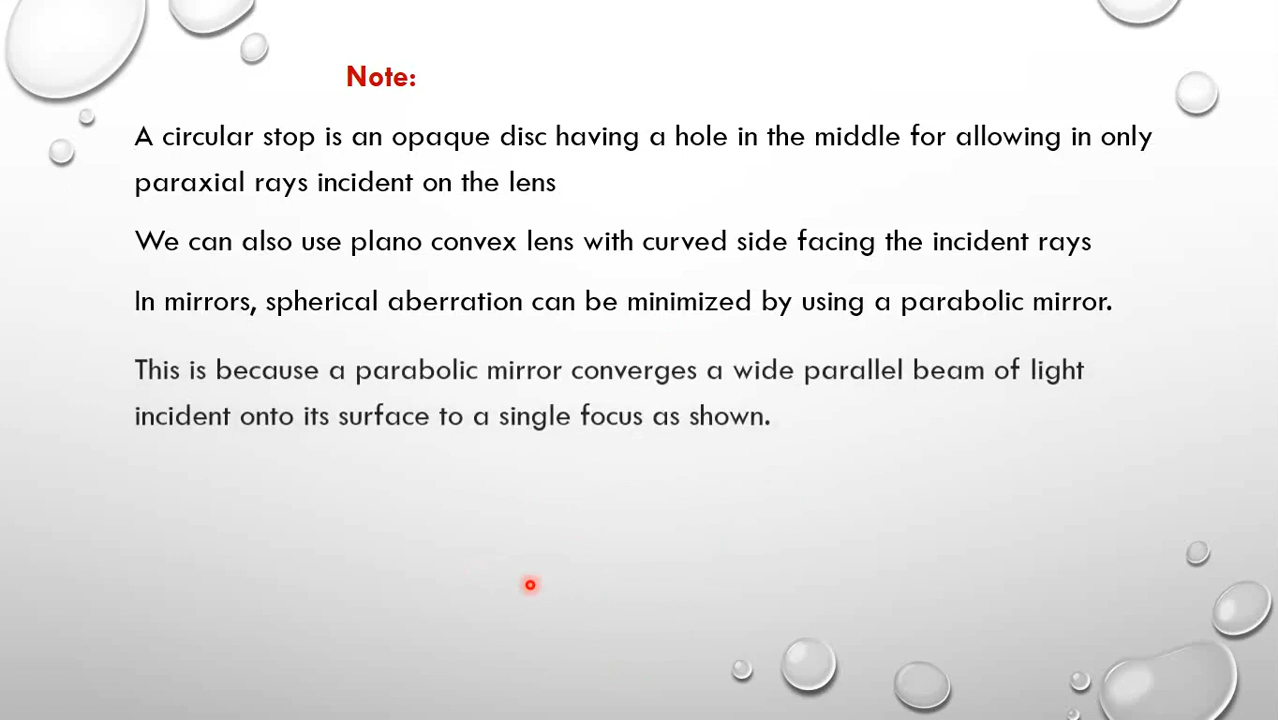 Note:
A circular stop is an opaque disc having a hole in the middle for allowing in only
paraxial rays incident on the lens
We can also use plano convex lens with curved side facing the incident rays
In mirrors, spherical aberration can be minimized by using a parabolic mirror.
This is because a parabolic mirror converges a wide parallel beam of light
incident onto its surface to a single focus as shown.